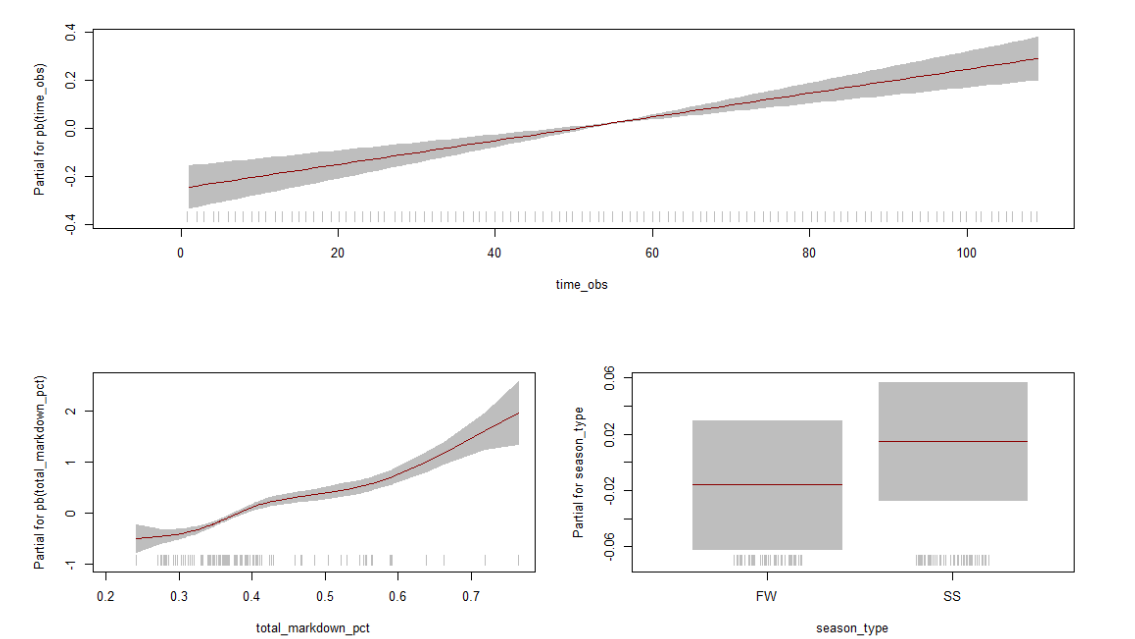 Partial for pb(time_obs)
0.4
0.2
0.0
-0.2
-0.4
0 20 40 60 80 100
time_obs
Partial for pb(total_markdown_pct)
2
1
0
-1
0.2 0.3 0.4 0.5 0.6 0.7
total_markdown_pct
Partial for season_type
0.06
0.02
-0.02
-0.06
FW SS
season_type